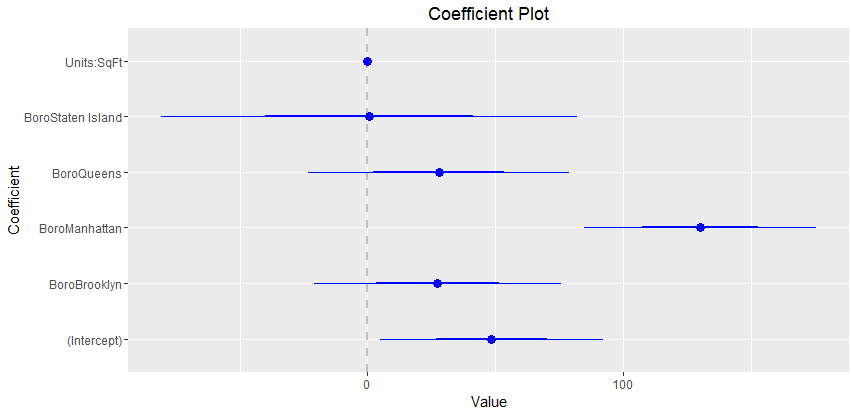 Coefficient Plot
Units:SqFt
BoroStaten Island
BoroQueens
BoroManhattan
BoroBrooklyn
(Intercept)
Coefficient
0
100
Value